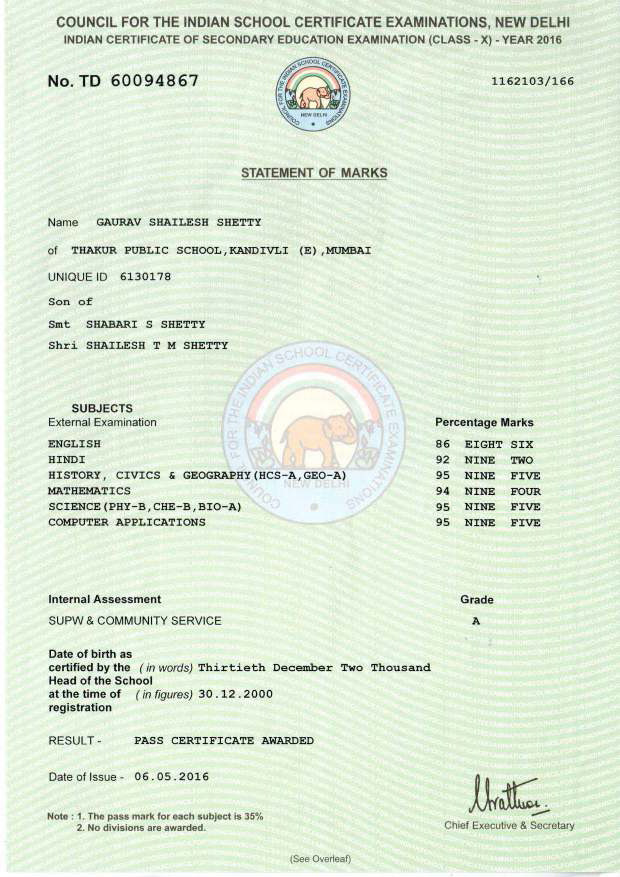 COUNCIL FOR THE INDIAN SCHOOL CERTIFICATE EXAMINATIONS, NEW DELHI
INDIAN CERTIFICATE OF SECONDARY EDUCATION EXAMINATION (CLASS - X) - YEAR 2016
No. TD 60094867
1162103/166
COUNCIL FOR THE INDIAN SCHOOL CERTIFICATE EXAMINATIONS
NEW DELHI
STATEMENT OF MARKS
Name GAURAV SHAILESH SHETTY
of THAKUR PUBLIC SCHOOL,KANDIVLI (E),MUMBAI
UNIQUE ID 6130178
Son of
Smt SHABARI S SHETTY
Shri SHAILESH T M SHETTY
COUNCIL FOR THE INDIAN SCHOOL CERTIFICATE EXAMINATIONS
NEW DELHI
SUBJECTS
External Examination Percentage Marks
ENGLISH 86 EIGHT SIX
HINDI 92 NINE TWO
HISTORY, CIVICS & GEOGRAPHY(HCS-A,GEO-A) 95 NINE FIVE
MATHEMATICS 94 NINE FOUR
SCIENCE(PHY-B,CHE-B,BIO-A) 95 NINE FIVE
COMPUTER APPLICATIONS 95 NINE FIVE
Internal Assessment Grade
SUPW & COMMUNITY SERVICE A
Date of birth as
certified by the (in words) Thirtieth December Two Thousand
Head of the School
at the time of (in figures) 30.12.2000
registration
RESULT - PASS CERTIFICATE AWARDED
Date of Issue - 06.05.2016
Note : 1. The pass mark for each subject is 35%
2. No divisions are awarded.
Chief Executive & Secretary
(See Overleaf)